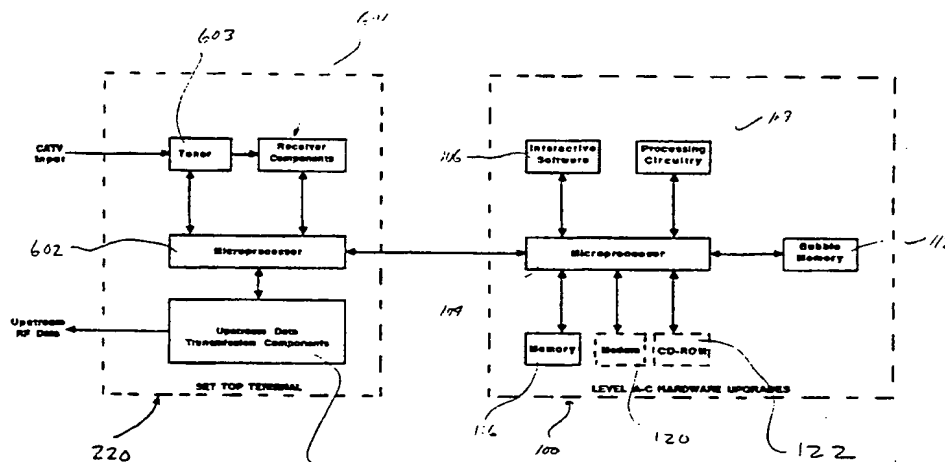 603
CATV
Input
Tuner
Receiver
Components
Interactive
Software
Processing
Circuitry
602
Microprocessor
Microprocessor
Bubble
Memory
Upstream
RF Data
Upstream Data
Transmission Components
Memory
Modem
CD-ROM
SET TOP TERMINAL
LEVEL A-C HARDWARE UPGRADES
220
100
120
122